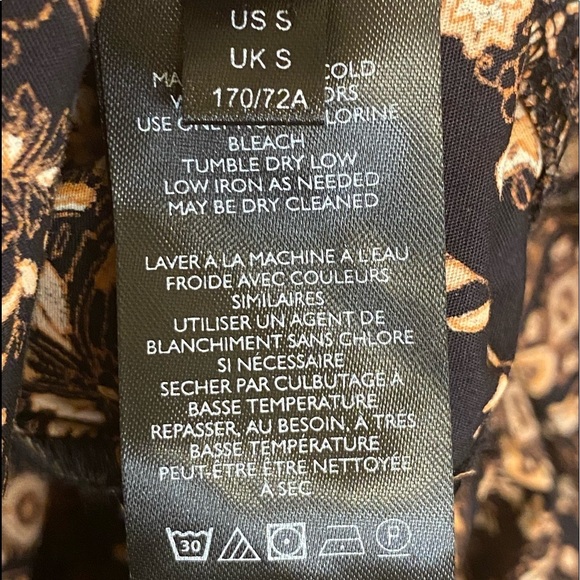 US S
UK S
170/72A
COLD
BLEACH
TUMBLE DRY LOW
LOW IRON AS NEEDED
MAY BE DRY CLEANED
LAVER A LA MACHINE A L'EAU
FROIDE AVEC COULEURS
SIMILAIRES
UTILISER UN AGENT DE
BLANCHIMENT SANS CHLORE
SI NÉCESSAIRE
SECHER PAR CULBUTAGE A
BASSE TEMPERATURE
REPASSER, AU BESOIN, À TRES
BASSE TEMPÉRATURE
PEUT-ÊTRE ÊTRE NETTOYÉE
À SEC
30 P